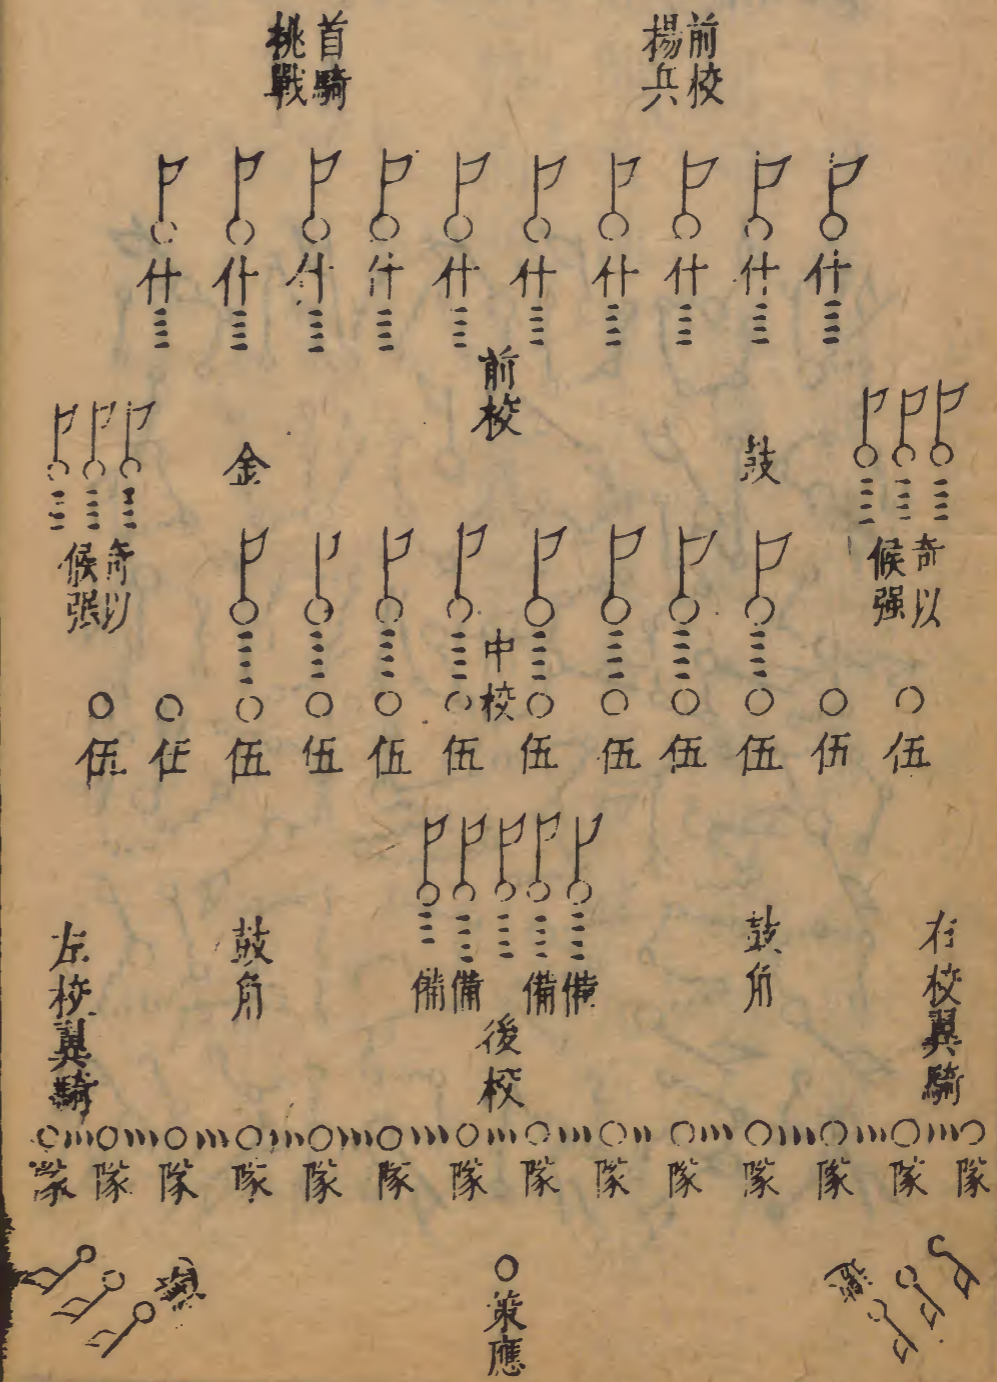 前校
揚兵
首騎
挑戰
什 什 什 什 什 什 什 什 什 什
前校
鼓
金
奇以
候强
奇以
候强
中校
伍 伍 伍 伍 伍 伍 伍 伍 伍 伍 伍 伍
備 備 備 備
右校翼騎
鼓角
後校
鼓角
左校翼騎
隊 隊 隊 隊 隊 隊 隊 隊 隊 隊 隊 隊 隊 隊
策應